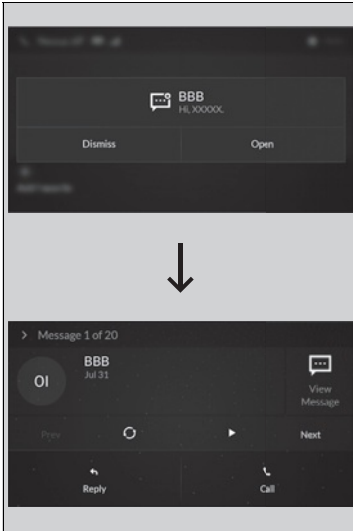 BBB
Hi, XXXXX.
Dismiss
Open
Message 1 of 20
OI
BBB
Jul 31
View
Message
Prev
Next
Reply
Call